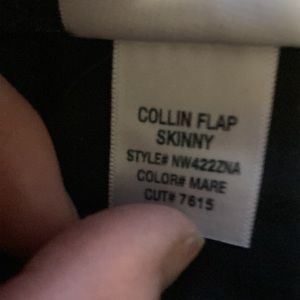 COLLIN FLAP
SKINNY
STYLE# NW422ZNA
COLOR# MARE
CUT# 7615